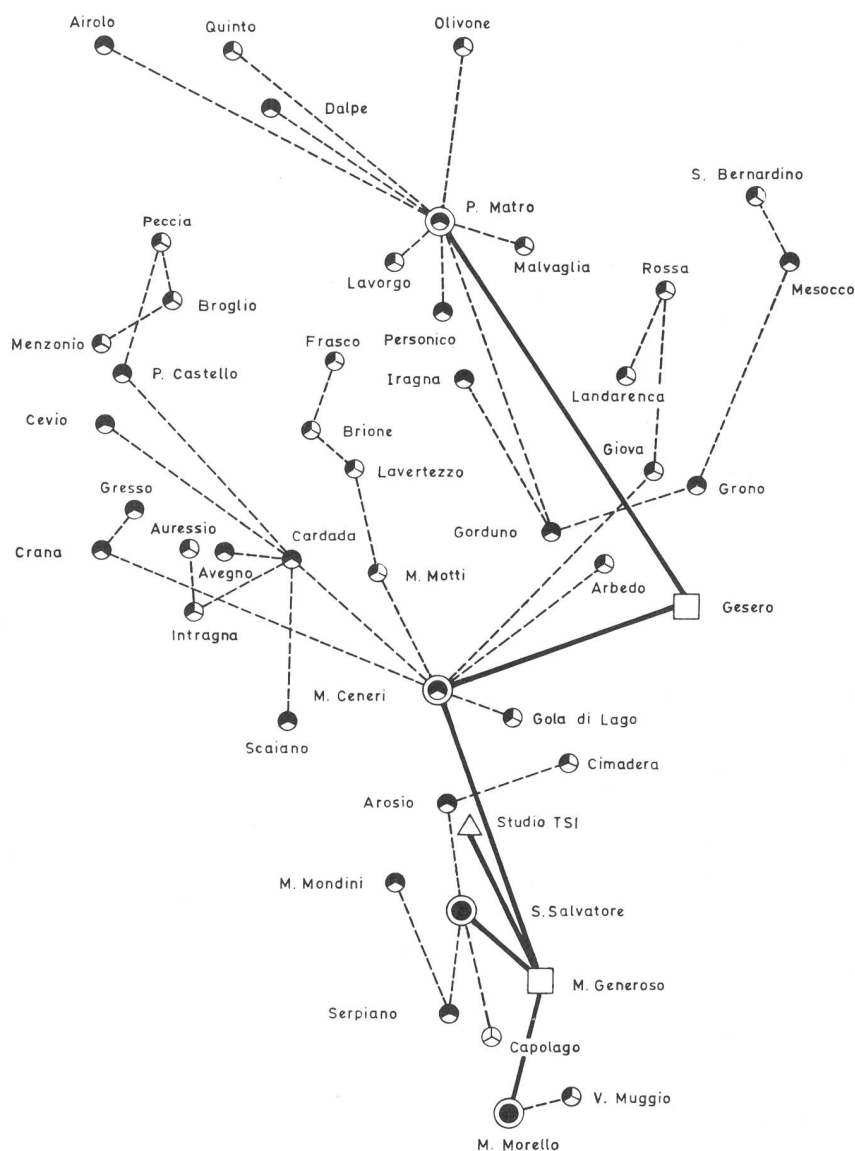 Airolo
Quinto
Olivone
Dalpe
S. Bernardino
P. Matro
Peccia
Malvaglia
Lavorgo
Rossa
Mesocco
Broglio
Personico
Frasco
Menzonio
P. Castello
Iragna
Landarenca
Cevio
Brione
Giova
Lavertezzo
Gresso
Grono
Auressio
Cardada
Gorduno
Crana
Avegno
M. Motti
Arbedo
Gesero
Intragna
M. Ceneri
Gola di Lago
Scaiano
Cimadera
Arosio
Studio TSI
M. Mondini
S. Salvatore
M. Generoso
Serpiano
Capolago
V. Muggio
M. Morello